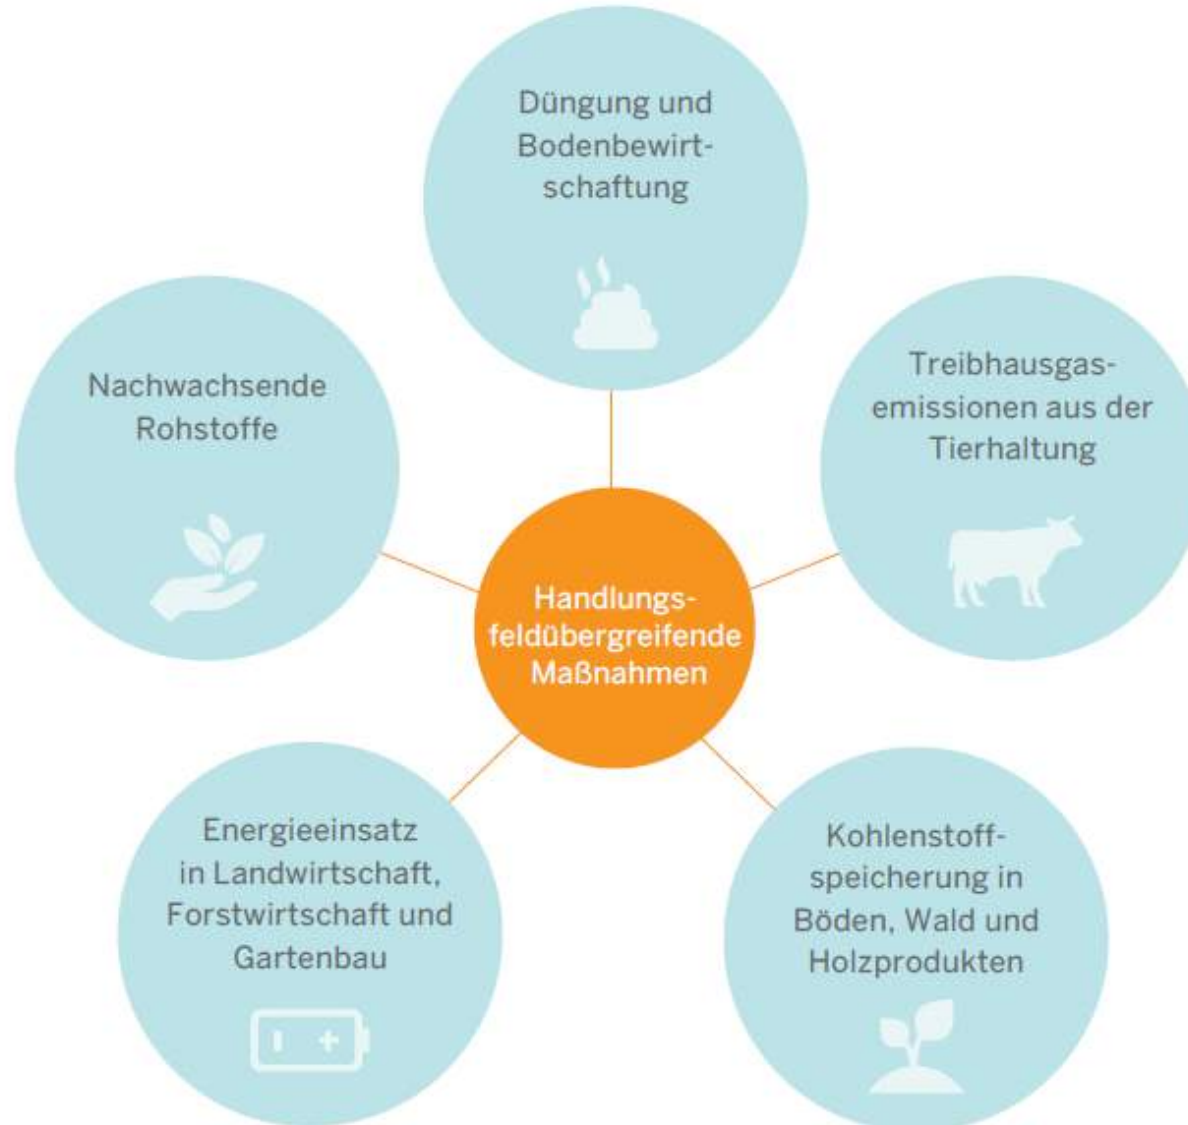 Düngung und
Bodenbewirt-
schaftung
Nachwachsende
Rohstoffe
Treibhausgas-
emissionen aus der
Tierhaltung
Handlungs-
feldübergreifende
Maßnahmen
Energieeinsatz
in Landwirtschaft,
Forstwirtschaft und
Gartenbau
Kohlenstoff-
speicherung in
Böden, Wald und
Holzprodukten